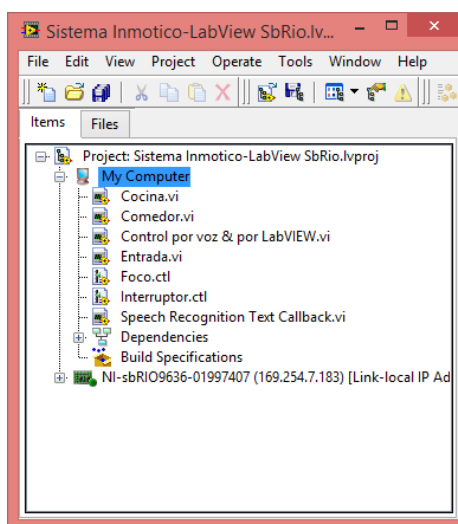 Sistema Inmotico-LabView SbRio.lv...
File Edit View Project Operate Tools Window Help
Items Files
Project: Sistema Inmotico-LabView SbRio.lvproj
My Computer
Cocina.vi
Comedor.vi
Control por voz & por LabVIEW.vi
Entrada.vi
Foco.ctl
Interruptor.ctl
Speech Recognition Text Callback.vi
Dependencies
Build Specifications
NI-sbRIO9636-01997407 (169.254.7.183) [Link-local IP Ad